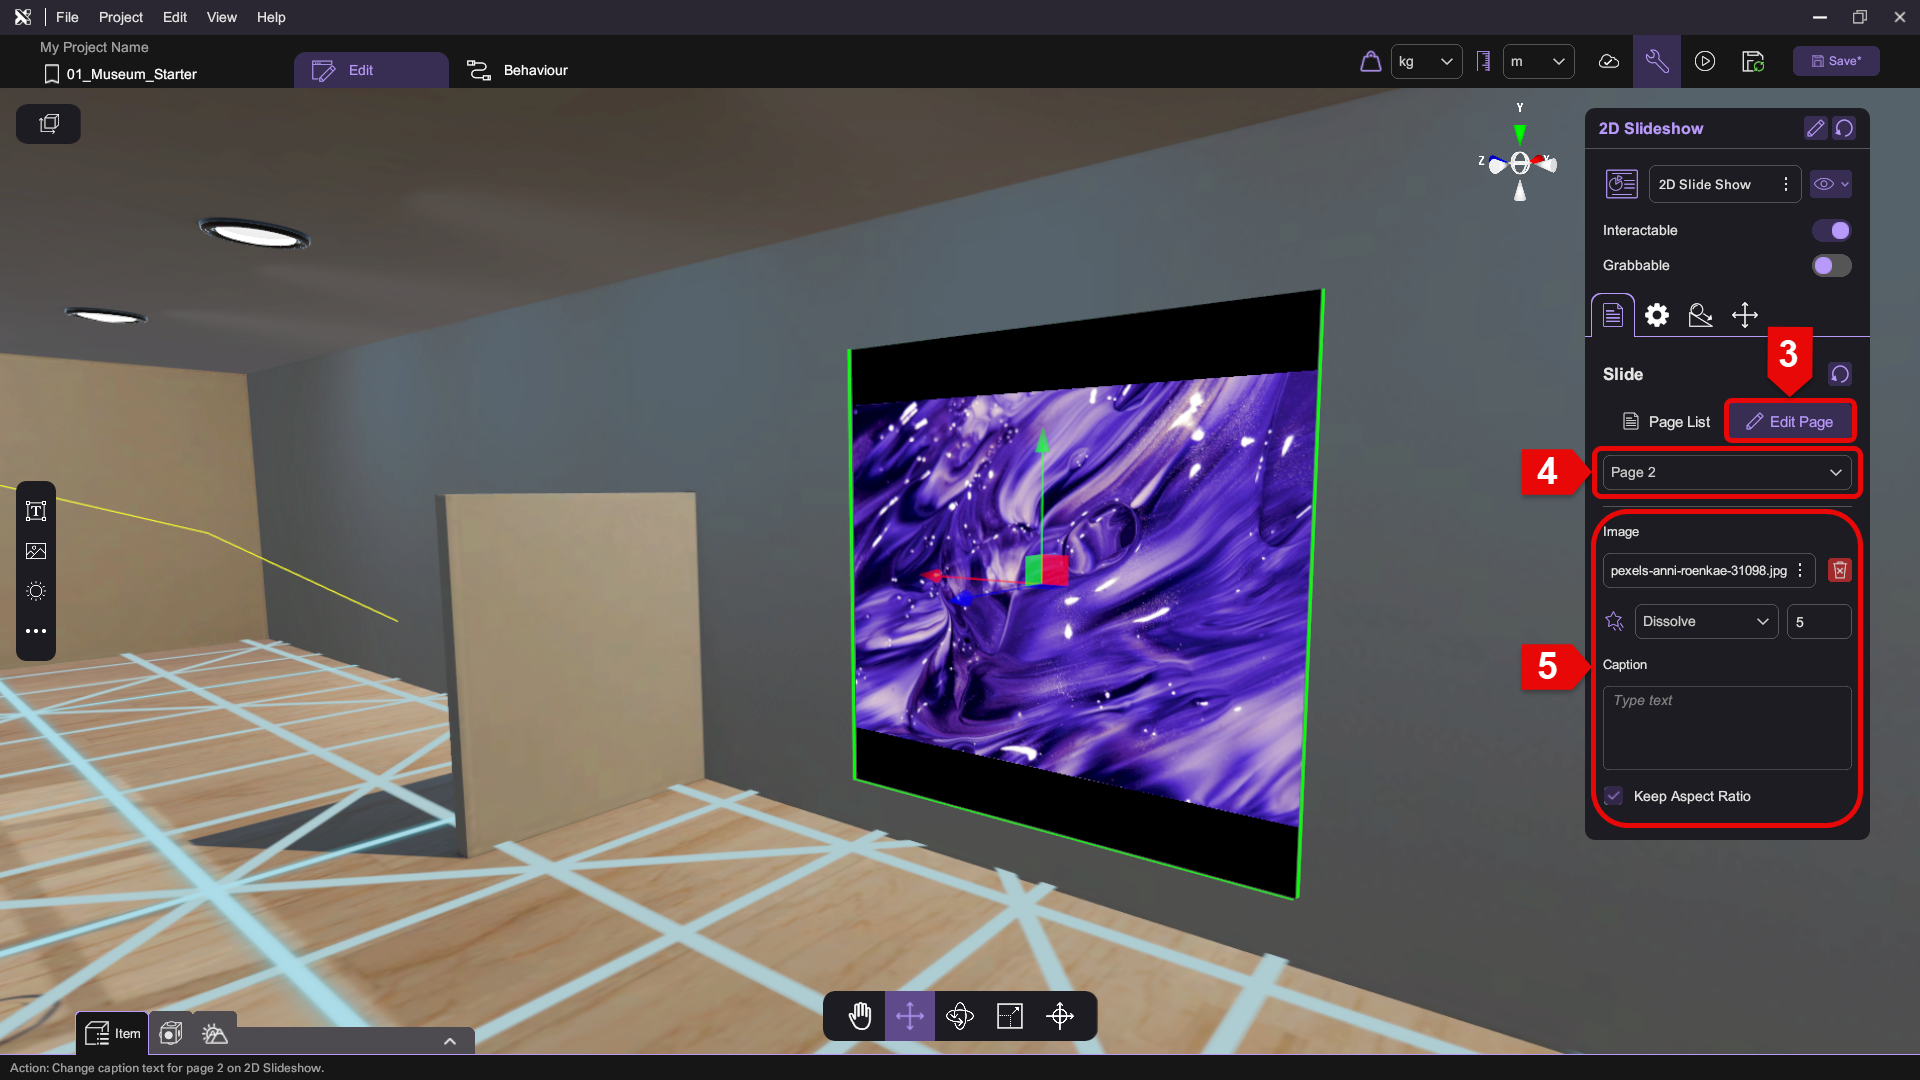 File Project Edit View Help
My Project Name
01_Museum_Starter
Edit
Behaviour
kg
m
Save*
Y
Z
X
2D Slideshow
2D Slide Show
Interactable
Grabbable
3
Slide
Page List
Edit Page
4
Page 2
Image
pexels-anni-roenkae-31098.jpg
Dissolve
5
5
Caption
Type text
Keep Aspect Ratio
T
Item
Action: Change caption text for page 2 on 2D Slideshow.